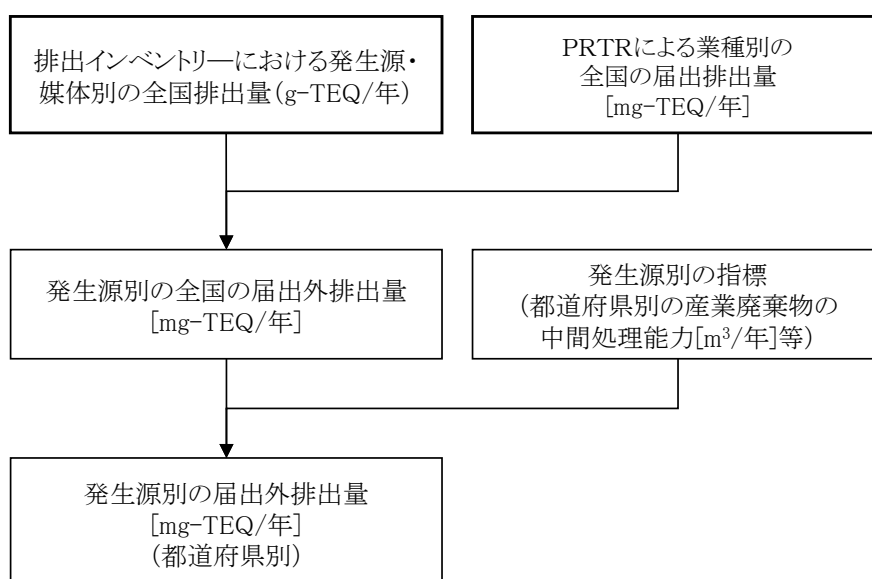 排出インベントリ―における発生源・
媒体別の全国排出量(g-TEQ/年)
PRTRによる業種別の
全国の届出排出量
[mg-TEQ/年]
発生源別の全国の届出外排出量
[mg-TEQ/年]
発生源別の指標
(都道府県別の産業廃棄物の
中間処理能力[m³/年]等)
発生源別の届出外排出量
[mg-TEQ/年]
(都道府県別)